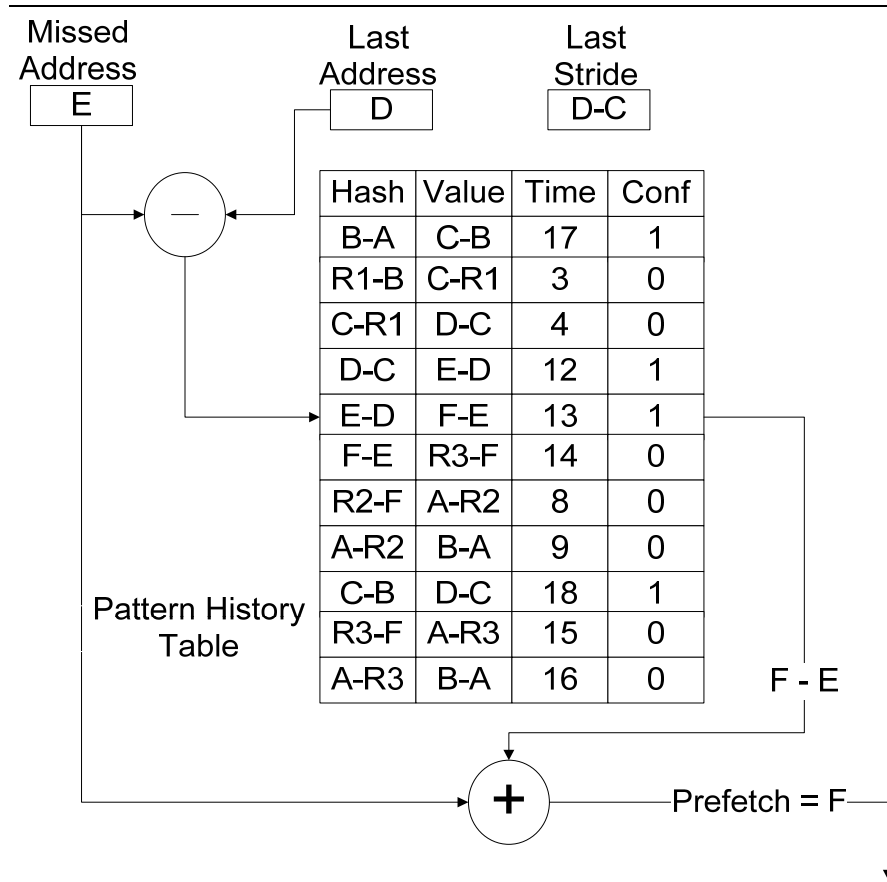 Missed Address
E
Last Address
D
Last Stride
D-C
—
Hash Value Time Conf
B-A C-B 17 1
R1-B C-R1 3 0
C-R1 D-C 4 0
D-C E-D 12 1
E-D F-E 13 1
F-E R3-F 14 0
R2-F A-R2 8 0
A-R2 B-A 9 0
C-B D-C 18 1
R3-F A-R3 15 0
A-R3 B-A 16 0
Pattern History
Table
F - E
+
Prefetch = F